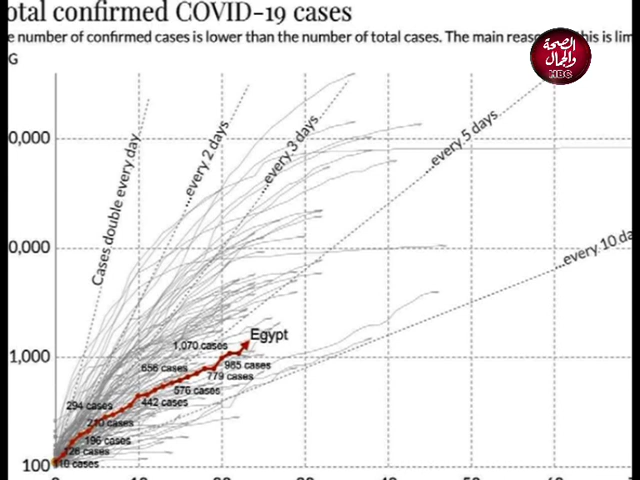 otal confirmed COVID-19 cases
e number of confirmed cases is lower than the number of total cases. The main reaso his is lim
G
الصحة
والجمال
HBC
0,000
0,000
1,000
100
Cases double every day
...every 2 days
...every 3 days
...every 5 days
...every 10 da
Egypt
1,070 cases
985 cases
656 cases
779 cases
576 cases
294 cases
442 cases
210 cases
196 cases
126 cases
110 cases